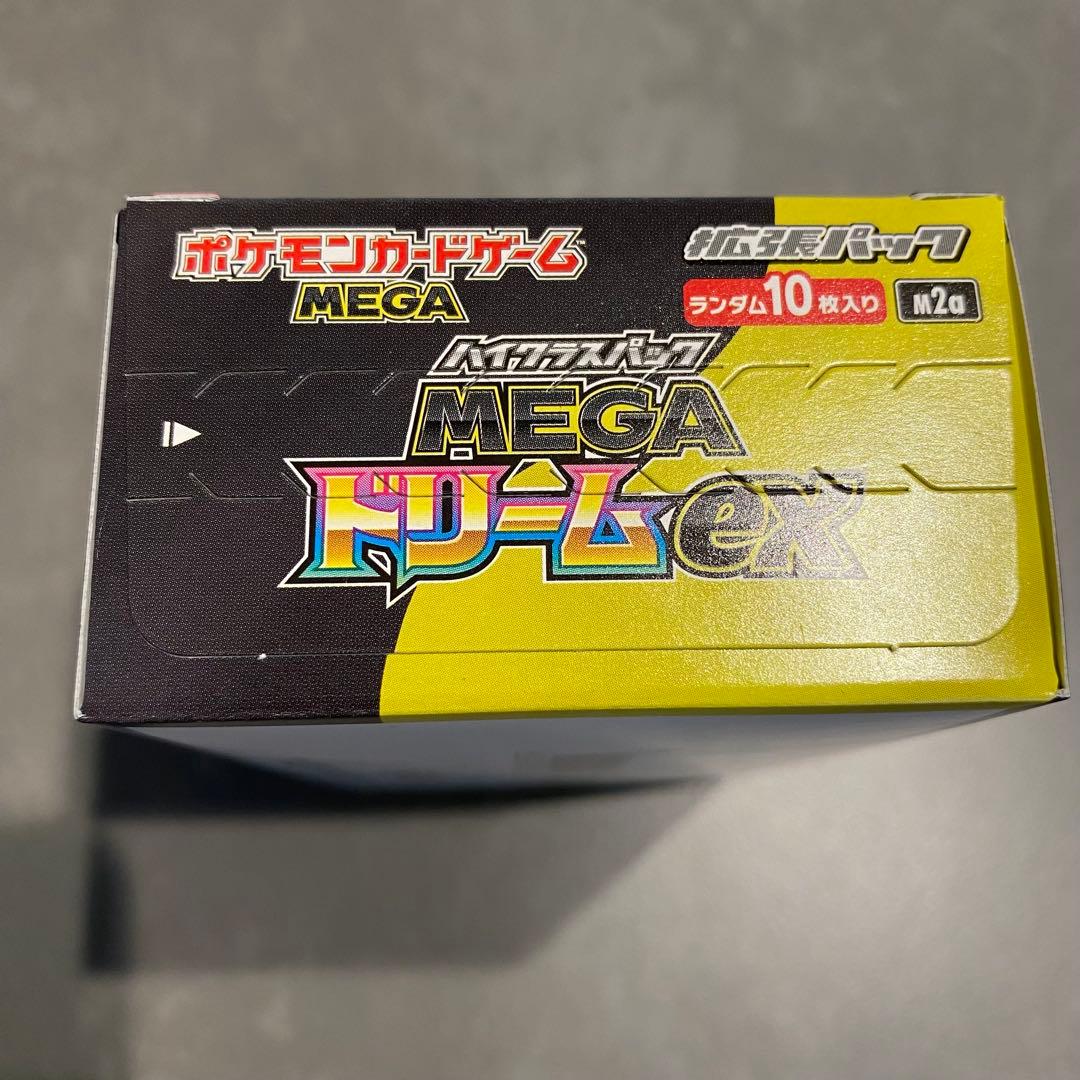 ポケモンカードゲーム™
MEGA
拡張パック
ランダム10枚入り
M2a
ハイクラスパック
MEGA
ドリームex